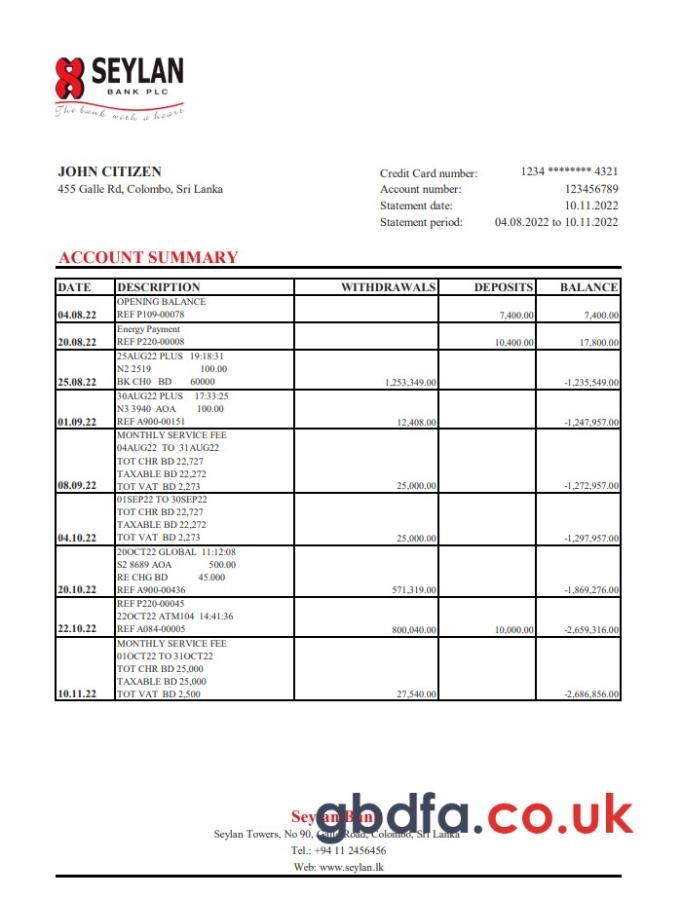 SEYLAN
BANK PLC
The bank with a heart
JOHN CITIZEN
455 Galle Rd, Colombo, Sri Lanka
Credit Card number: 1234 ******** 4321
Account number: 123456789
Statement date: 10.11.2022
Statement period: 04.08.2022 to 10.11.2022
ACCOUNT SUMMARY
DATE DESCRIPTION WITHDRAWALS DEPOSITS BALANCE
OPENING BALANCE
04.08.22 REF P109-00078 7,400.00 7,400.00
Energy Payment
20.08.22 REF P220-00008 10,400.00 17,800.00
25AUG22 PLUS 19:18:31
N2 2519 100.00
25.08.22 BK CH0 BD 60000 1,253,349.00 -1,235,549.00
30AUG22 PLUS 17:33:25
N3 3940 AOA 100.00
01.09.22 REF A900-00151 12,408.00 -1,247,957.00
MONTHLY SERVICE FEE
04AUG22 TO 31AUG22
TOT CHR BD 22,727
TAXABLE BD 22,272
08.09.22 TOT VAT BD 2,273 25,000.00 -1,272,957.00
01SEP22 TO 30SEP22
TOT CHR BD 22,727
TAXABLE BD 22,272
04.10.22 TOT VAT BD 2,273 25,000.00 -1,297,957.00
20OCT22 GLOBAL 11:12:08
S2 8689 AOA 500.00
RE CHG BD 45.000
20.10.22 REF A900-00436 571,319.00 -1,869,276.00
REF P220-00045
22OCT22 ATM104 14:41:36
22.10.22 REF A084-00005 800,040.00 10,000.00 -2,659,316.00
MONTHLY SERVICE FEE
01OCT22 TO 31OCT22
TOT CHR BD 25,000
TAXABLE BD 25,000
10.11.22 TOT VAT BD 2,500 27,540.00 -2,686,856.00
Seylan Bank
gbdfa.co.uk
Seylan Towers, No 90, Galle Road, Colombo, Sri Lanka
Tel.: +94 11 2456456
Web: www.seylan.lk